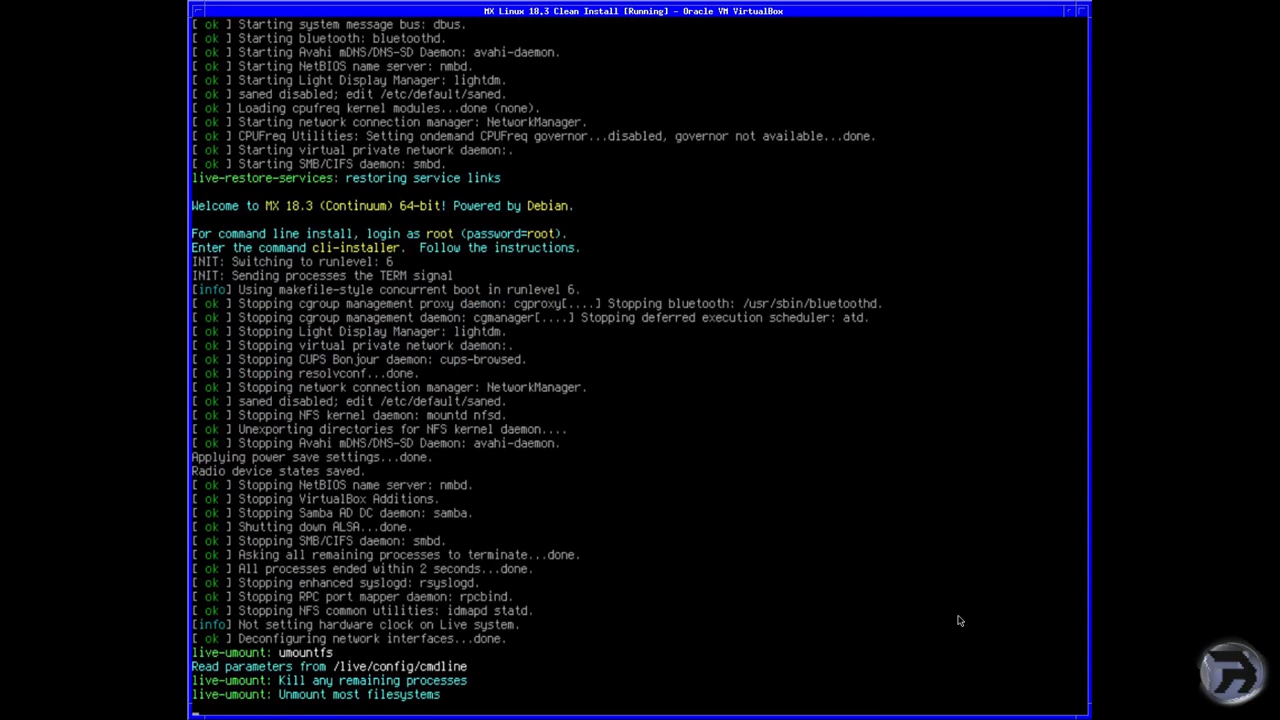 MX Linux 18.3 Clean Install [Running] - Oracle VM VirtualBox
[ ok ] Starting system message bus: dbus.
[ ok ] Starting bluetooth: bluetoothd.
[ ok ] Starting Avahi mDNS/DNS-SD Daemon: avahi-daemon.
[ ok ] Starting NetBIOS name server: nmbd.
[ ok ] Starting Light Display Manager: lightdm.
[ ok ] saned disabled; edit /etc/default/saned.
[ ok ] Loading cpufreq kernel modules...done (none).
[ ok ] Starting network connection manager: NetworkManager.
[ ok ] CPUFreq Utilities: Setting ondemand CPUFreq governor...disabled, governor not available...done.
[ ok ] Starting virtual private network daemon:.
[ ok ] Starting SMB/CIFS daemon: smbd.
live-restore-services: restoring service links
Welcome to MX 18.3 (Continuum) 64-bit! Powered by Debian.
For command line install, login as root (password=root).
Enter the command cli-installer.  Follow the instructions.
INIT: Switching to runlevel: 6
INIT: Sending processes the TERM signal
[info] Using makefile-style concurrent boot in runlevel 6.
[ ok ] Stopping cgroup management proxy daemon: cgproxy[....] Stopping bluetooth: /usr/sbin/bluetoothd.
[ ok ] Stopping cgroup management daemon: cgmanager[....] Stopping deferred execution scheduler: atd.
[ ok ] Stopping Light Display Manager: lightdm.
[ ok ] Stopping virtual private network daemon:.
[ ok ] Stopping CUPS Bonjour daemon: cups-browsed.
[ ok ] Stopping resolvconf...done.
[ ok ] Stopping network connection manager: NetworkManager.
[ ok ] saned disabled; edit /etc/default/saned.
[ ok ] Stopping NFS kernel daemon: mountd nfsd.
[ ok ] Unexporting directories for NFS kernel daemon....
[ ok ] Stopping Avahi mDNS/DNS-SD Daemon: avahi-daemon.
Applying power save settings...done.
Radio device states saved.
[ ok ] Stopping NetBIOS name server: nmbd.
[ ok ] Stopping VirtualBox Additions.
[ ok ] Stopping Samba AD DC daemon: samba.
[ ok ] Shutting down ALSA...done.
[ ok ] Stopping SMB/CIFS daemon: smbd.
[ ok ] Asking all remaining processes to terminate...done.
[ ok ] All processes ended within 2 seconds...done.
[ ok ] Stopping enhanced syslogd: rsyslogd.
[ ok ] Stopping RPC port mapper daemon: rpcbind.
[ ok ] Stopping NFS common utilities: idmapd statd.
[info] Not setting hardware clock on Live system.
[ ok ] Deconfiguring network interfaces...done.
live-umount: umountfs
Read parameters from /live/config/cmdline
live-umount: Kill any remaining processes
live-umount: Unmount most filesystems